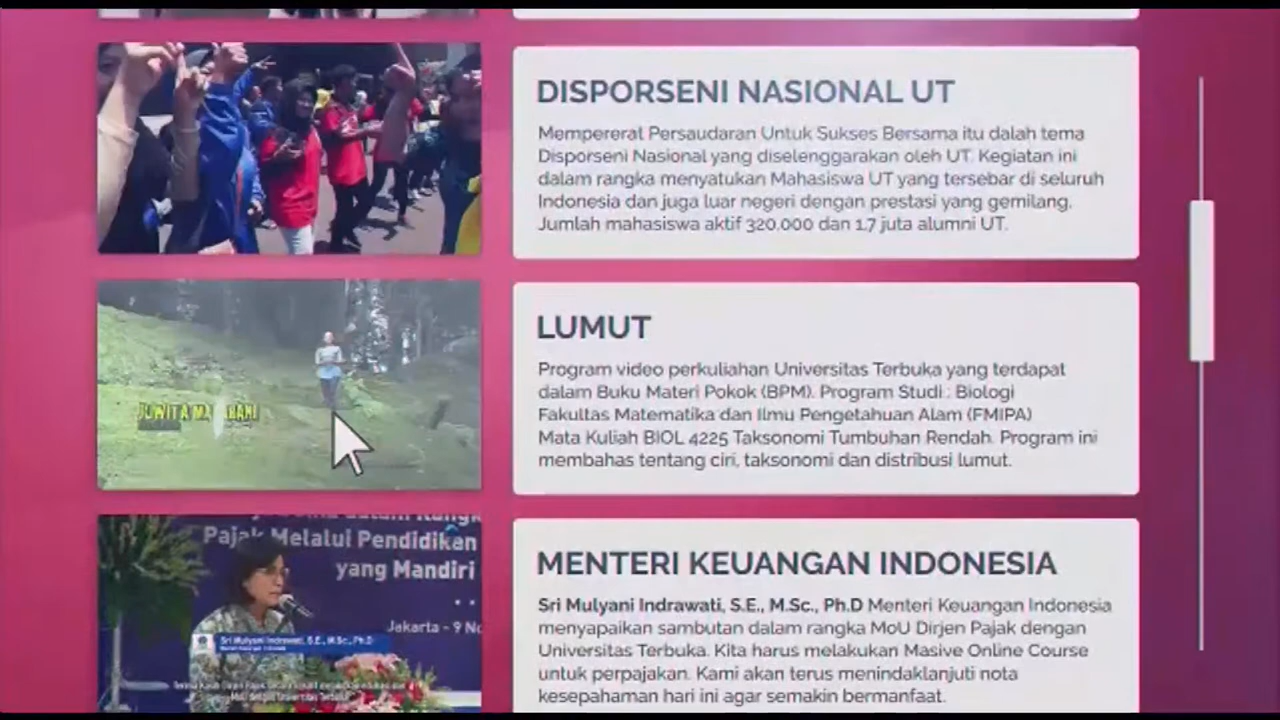 DISPORSENI NASIONAL UT
Mempererat Persaudaran Untuk Sukses Bersama itu dalah tema
Disporseni Nasional yang diselenggarakan oleh UT. Kegiatan ini
dalam rangka menyatukan Mahasiswa UT yang tersebar di seluruh
Indonesia dan juga luar negeri dengan prestasi yang gemilang.
Jumlah mahasiswa aktif 320.000 dan 1,7 juta alumni UT.
LUMUT
Program video perkuliahan Universitas Terbuka yang terdapat
dalam Buku Materi Pokok (BPM). Program Studi : Biologi
Fakultas Matematika dan Ilmu Pengetahuan Alam (FMIPA)
Mata Kuliah BIOL 4225 Taksonomi Tumbuhan Rendah. Program ini
membahas tentang ciri, taksonomi dan distribusi lumut.
Pajak Melalui Pendidikan
yang Mandiri
Jakarta - 9 No
Sri Mulyani Indrawati, S.E., M.Sc., Ph.D
MENTERI KEUANGAN INDONESIA
Sri Mulyani Indrawati, S.E., M.Sc., Ph.D Menteri Keuangan Indonesia
menyapaikan sambutan dalam rangka MoU Dirjen Pajak dengan
Universitas Terbuka. Kita harus melakukan Masive Online Course
untuk perpajakan. Kami akan terus menindaklanjuti nota
kesepahaman hari ini agar semakin bermanfaat.